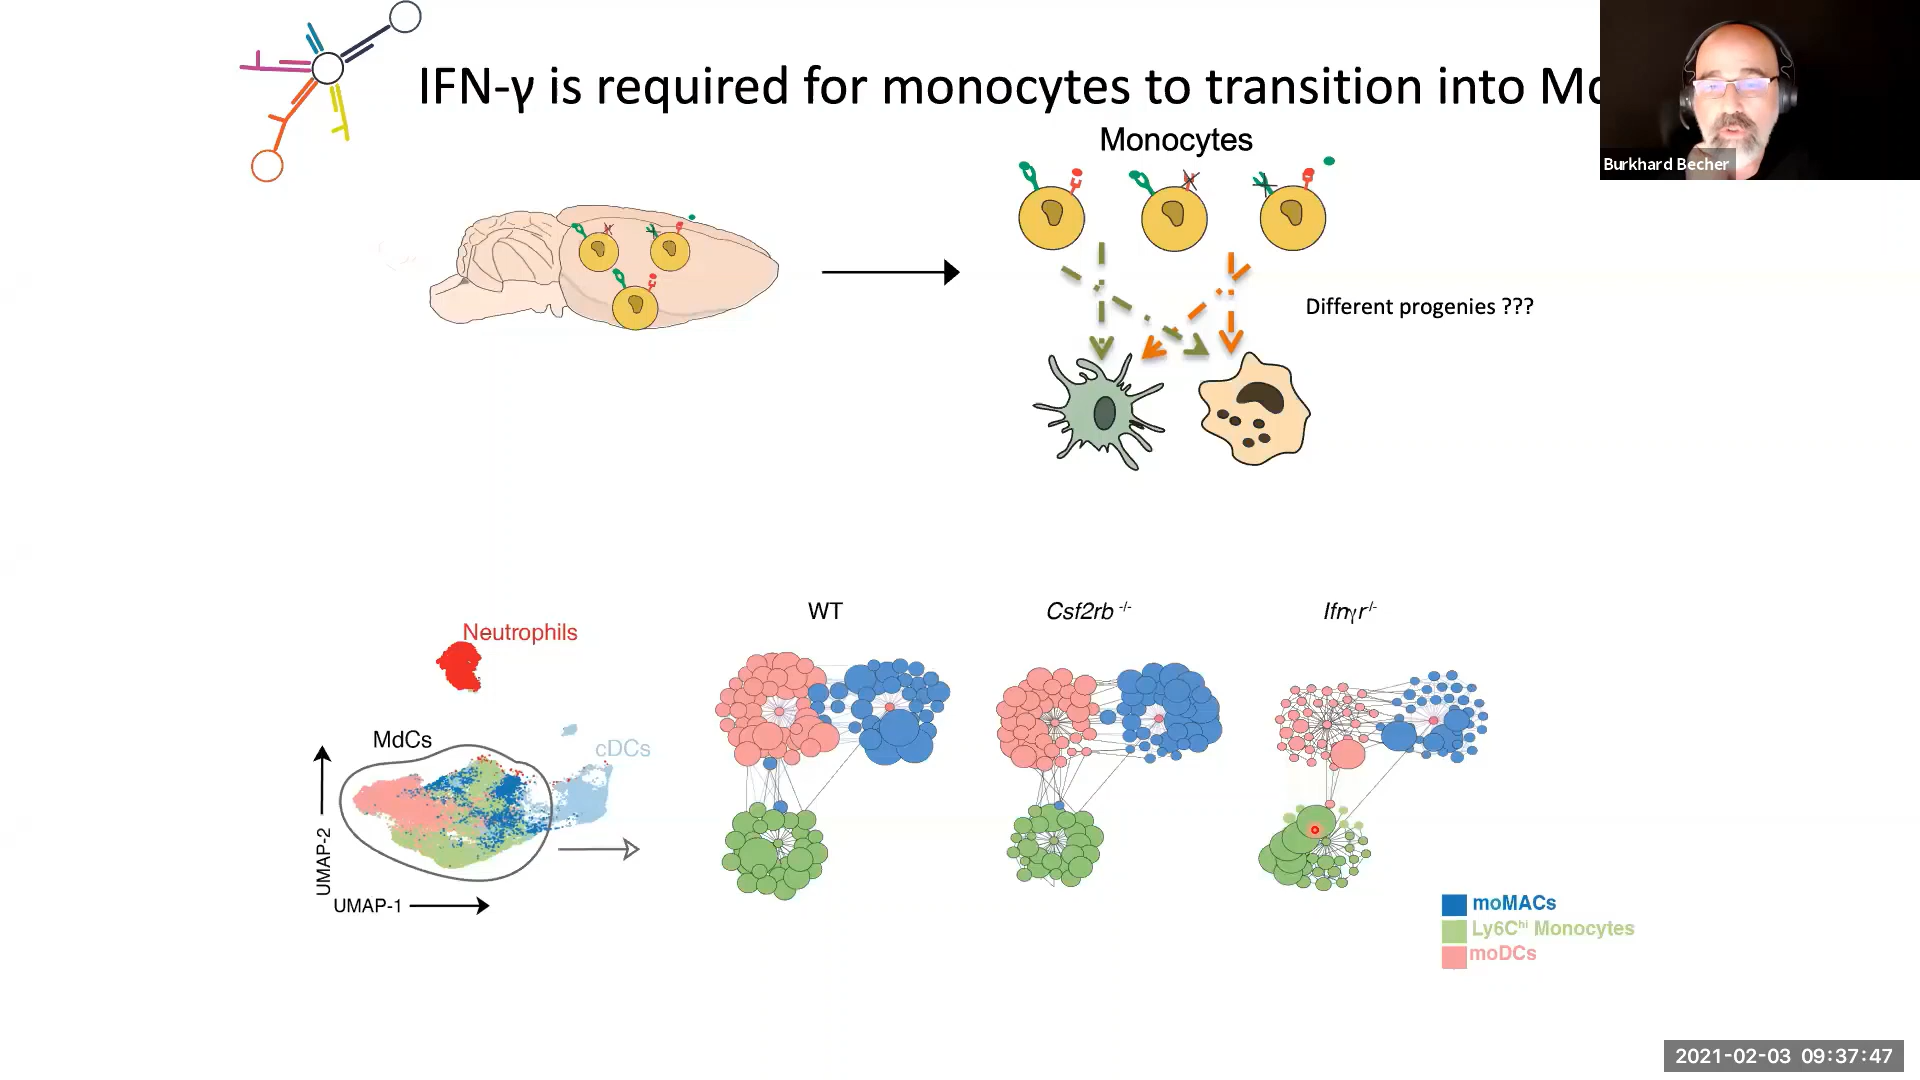 IFN-γ is required for monocytes to transition into
Burkhard Becher
Monocytes
Different progenies ???
WT
Csf2rb -/-
Ifnγr-/-
Neutrophils
MdCs
cDCs
UMAP-2
UMAP-1
moMACs
Ly6Chi Monocytes
moDCs
2021-02-03 09:37:47